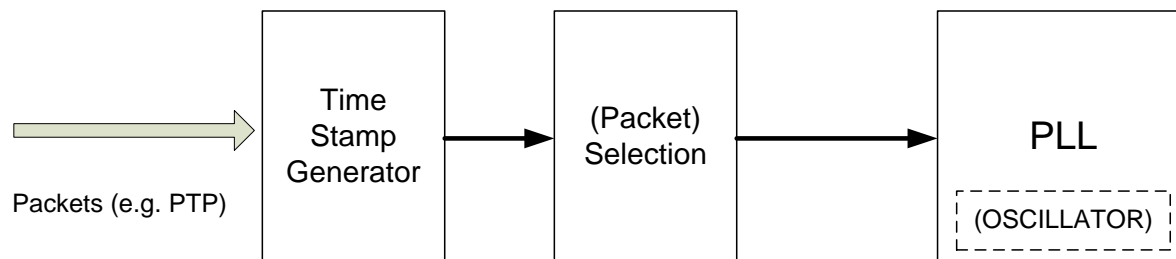 Packets (e.g. PTP)
Time
Stamp
Generator
(Packet)
Selection
PLL
(OSCILLATOR)